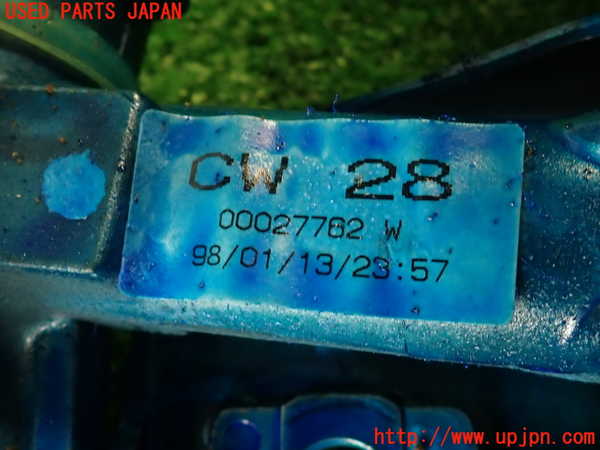 USED PARTS JAPAN
CW 28
00027762 W
98/01/13/23:57
http://www.upjpn.com/